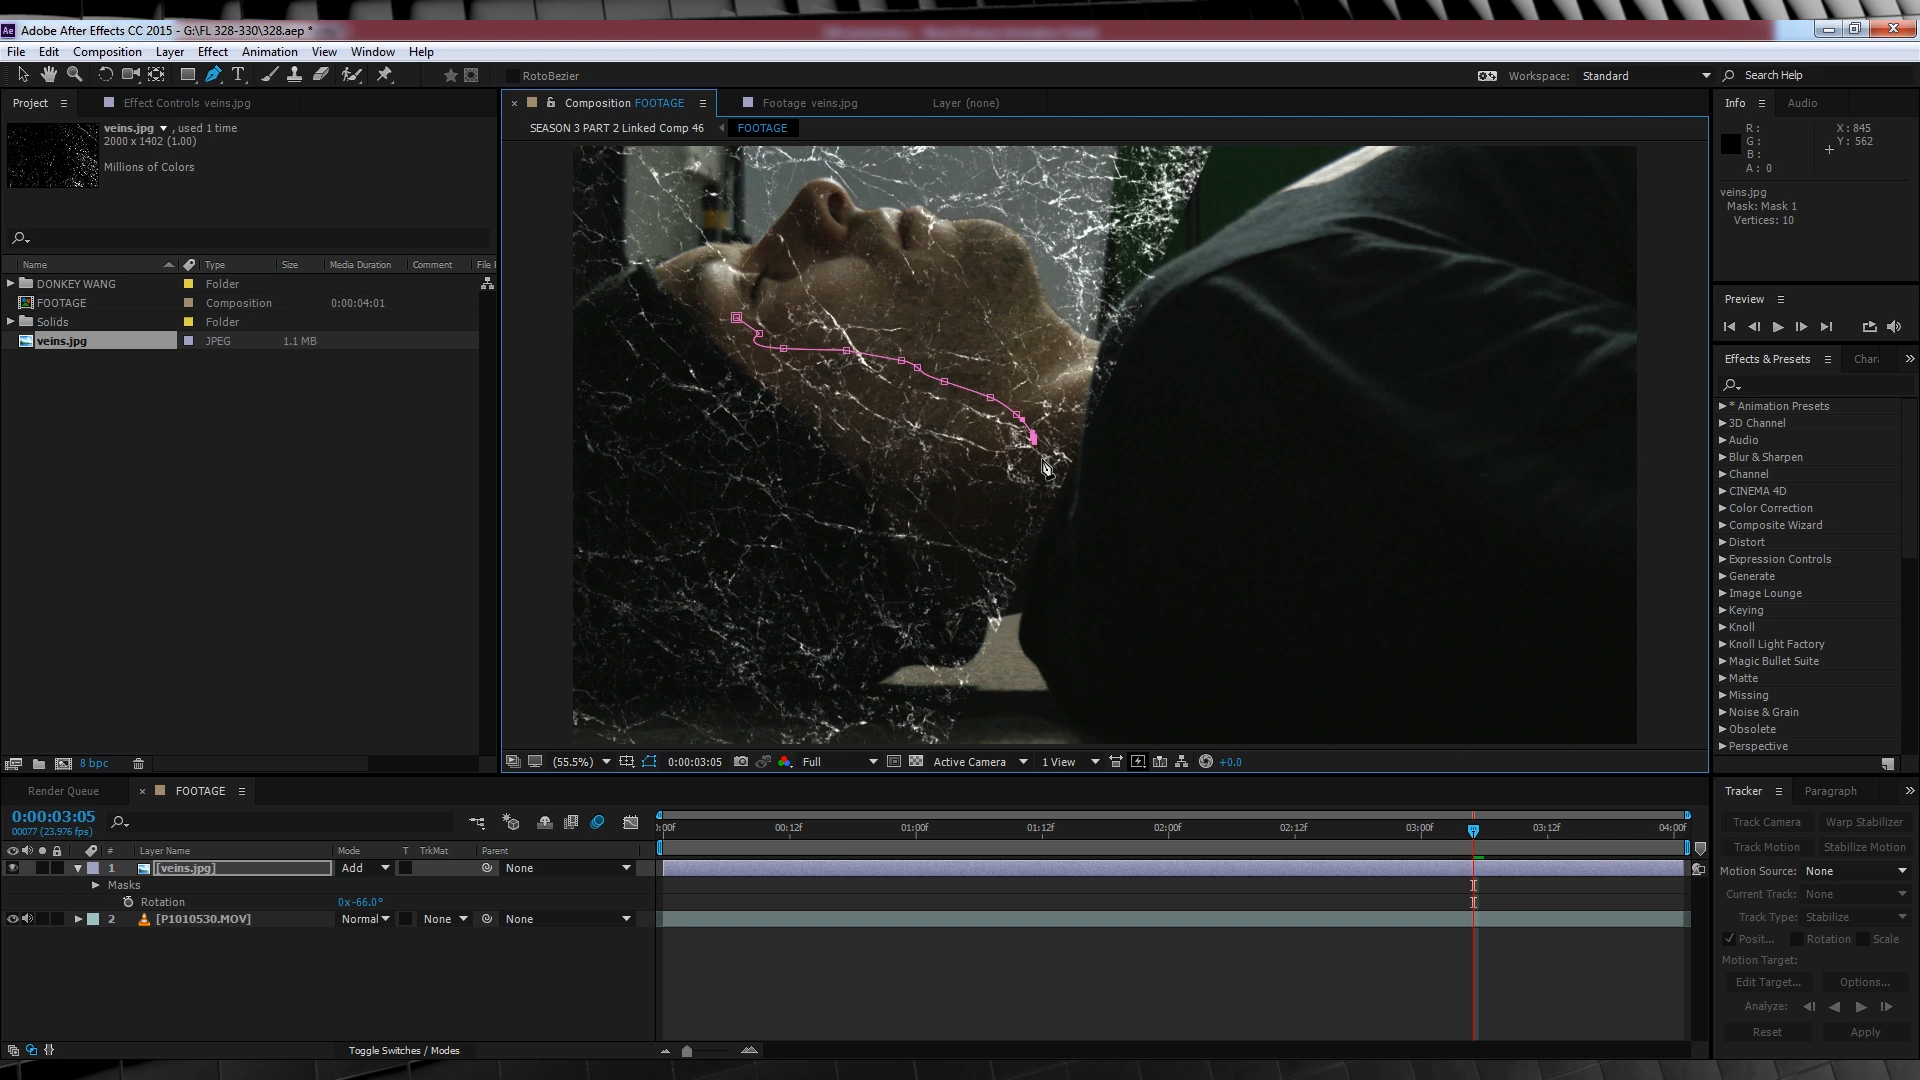 Adobe After Effects CC 2015 - G:\FL 328-330\328.aep *
File Edit Composition Layer Effect Animation View Window Help
RotoBezier
Workspace: Standard
Search Help
Project
Effect Controls veins.jpg
veins.jpg , used 1 time
2000 x 1402 (1.00)
Millions of Colors
Name Type Size Media Duration Comment File
DONKEY WANG Folder
FOOTAGE Composition 0:00:04:01
Solids Folder
veins.jpg JPEG 1.1 MB
8 bpc
Composition FOOTAGE
Footage veins.jpg
Layer (none)
SEASON 3 PART 2 Linked Comp 46
FOOTAGE
(55.5%) 0:00:03:05 Full Active Camera 1 View +0.0
Info Audio
R: X: 845
G: Y: 562
B:
A: 0
veins.jpg
Mask: Mask 1
Vertices: 10
Preview
Effects & Presets Char
* Animation Presets
3D Channel
Audio
Blur & Sharpen
Channel
CINEMA 4D
Color Correction
Composite Wizard
Distort
Expression Controls
Generate
Image Lounge
Keying
Knoll
Knoll Light Factory
Magic Bullet Suite
Matte
Missing
Noise & Grain
Obsolete
Perspective
Render Queue
FOOTAGE
0:00:03:05
00077 (23.976 fps)
:00f 00:12f 01:00f 01:12f 02:00f 02:12f 03:00f 03:12f 04:00f
# Layer Name Mode T TrkMat Parent
1 [veins.jpg] Add None
Masks
Rotation 0x-66.0°
2 [P1010530.MOV] Normal None None
Toggle Switches / Modes
Tracker Paragraph
Track Camera Warp Stabilizer
Track Motion Stabilize Motion
Motion Source: None
Current Track: None
Track Type: Stabilize
Posit... Rotation Scale
Motion Target:
Edit Target... Options...
Analyze:
Reset Apply